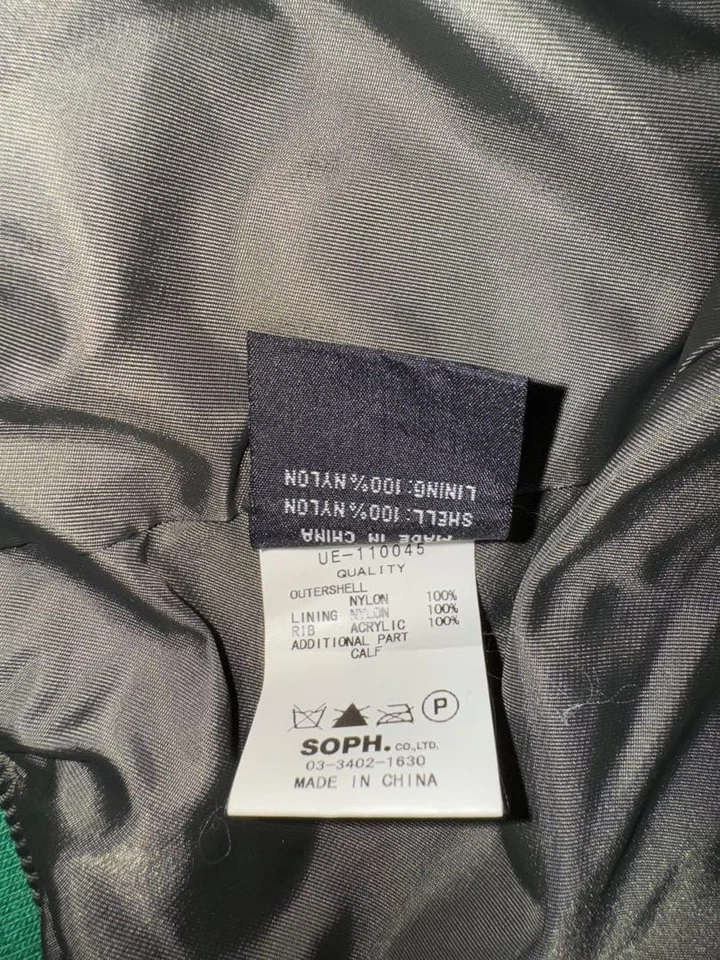 LINING: 100% NYLON
SHELL: 100% NYLON
MADE IN CHINA
UE-110045
QUALITY
OUTERSHELL
NYLON 100%
LINING NYLON 100%
RIB ACRYLIC 100%
ADDITIONAL PART
CALF
P
SOPH. CO.,LTD.
03-3402-1630
MADE IN CHINA